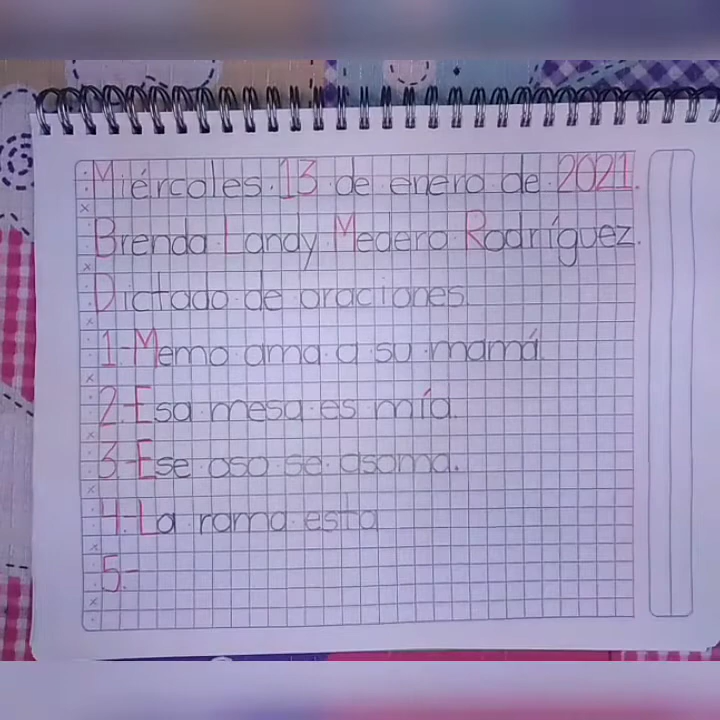 Miércoles 13 de enero de 2021.
Brenda Landy Medero Rodríguez.
Dictado de oraciones
1-Memo ama a su mamá
2-Esa mesa es mía.
3-Ese oso se asoma.
4.La rama esta
5.-